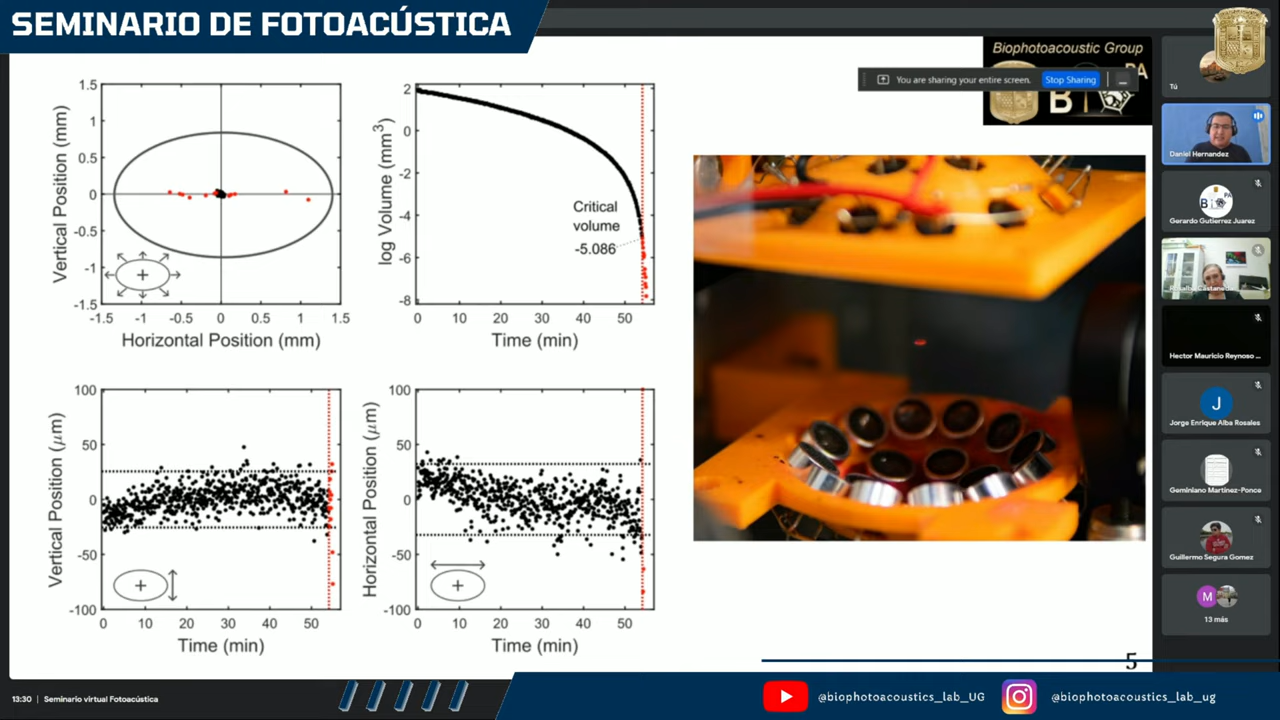 SEMINARIO DE FOTOACÚSTICA
Biophotoacoustic Group
PA
B
You are sharing your entire screen.
Stop Sharing
1.5
1
0.5
0
-0.5
-1
-1.5
Vertical Position (mm)
-1.5 -1 -0.5 0 0.5 1 1.5
Horizontal Position (mm)
2
0
-2
-4
-6
-8
log Volume (mm³)
Critical
volume
-5.086
0 10 20 30 40 50
Time (min)
100
50
0
-50
-100
Vertical Position (μm)
0 10 20 30 40 50
Time (min)
100
50
0
-50
-100
Horizontal Position (μm)
0 10 20 30 40 50
Time (min)
5
Tú
Daniel Hernandez
B PA
Gerardo Gutierrez Juarez
Hector Mauricio Reynoso ...
J
Jorge Enrique Alba Rosales
Geminiano Martínez-Ponce
Guillermo Segura Gomez
M
13 más
13:30 | Seminario virtual Fotoacústica
@biophotoacoustics_lab_UG
@biophotoacoustics_lab_ug